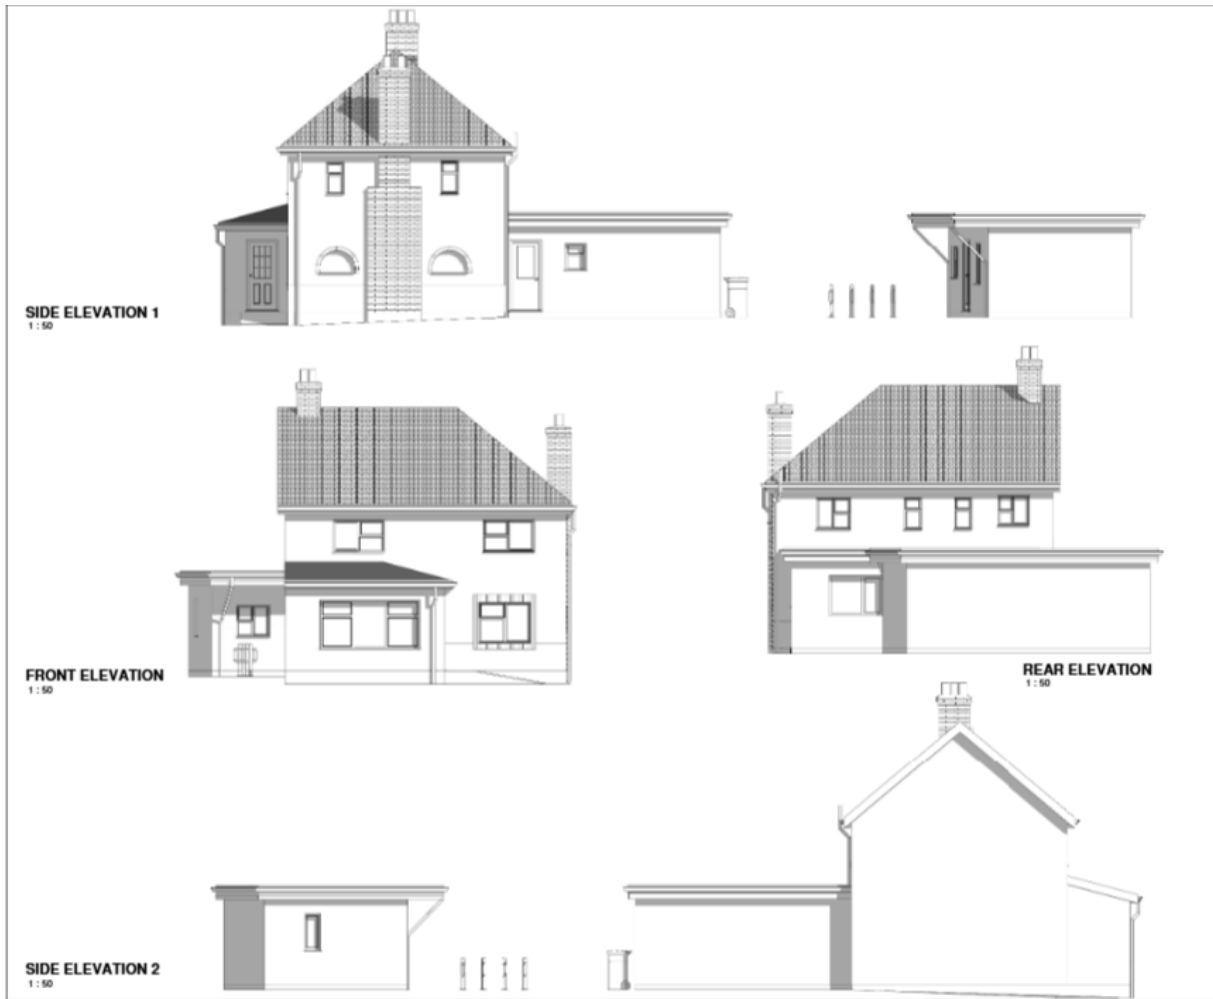 SIDE ELEVATION 1
1 : 50
FRONT ELEVATION
1 : 50
REAR ELEVATION
1 : 50
SIDE ELEVATION 2
1 : 50